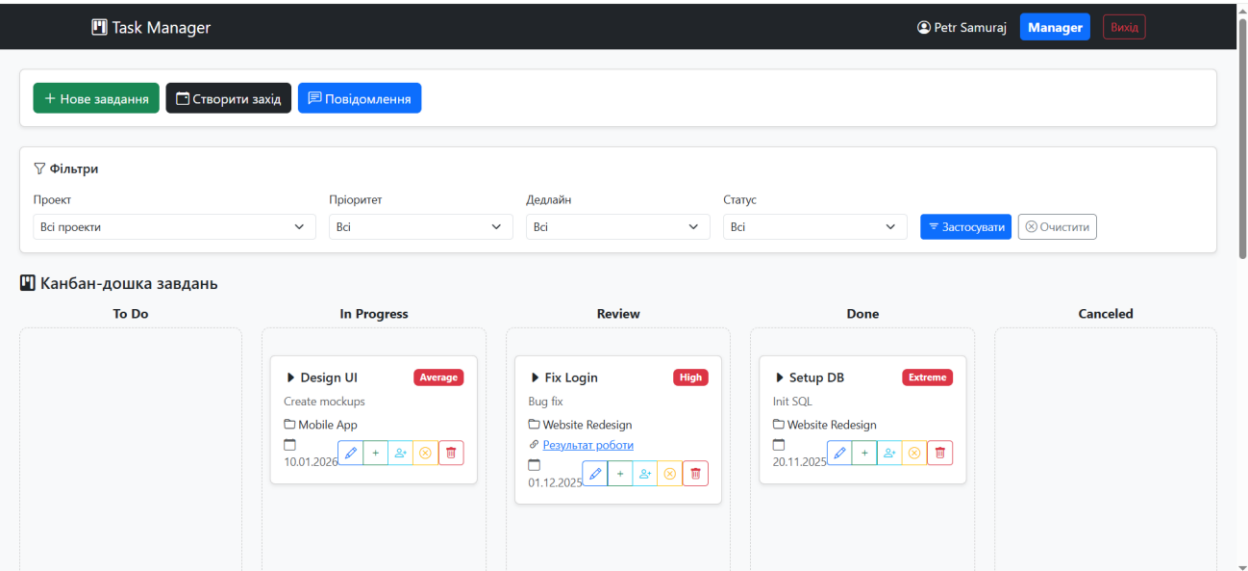 Task Manager
Petr Samuraj Manager Вихід
+ Нове завдання Створити захід Повідомлення
Фільтри
Проект Пріоритет Дедлайн Статус
Всі проекти Всі Всі Всі Застосувати Очистити
Канбан-дошка завдань
To Do In Progress Review Done Canceled
Design UI Average
Create mockups
Mobile App
10.01.2026 +
Fix Login High
Bug fix
Website Redesign
Результат роботи
01.12.2025 +
Setup DB Extreme
Init SQL
Website Redesign
20.11.2025 +